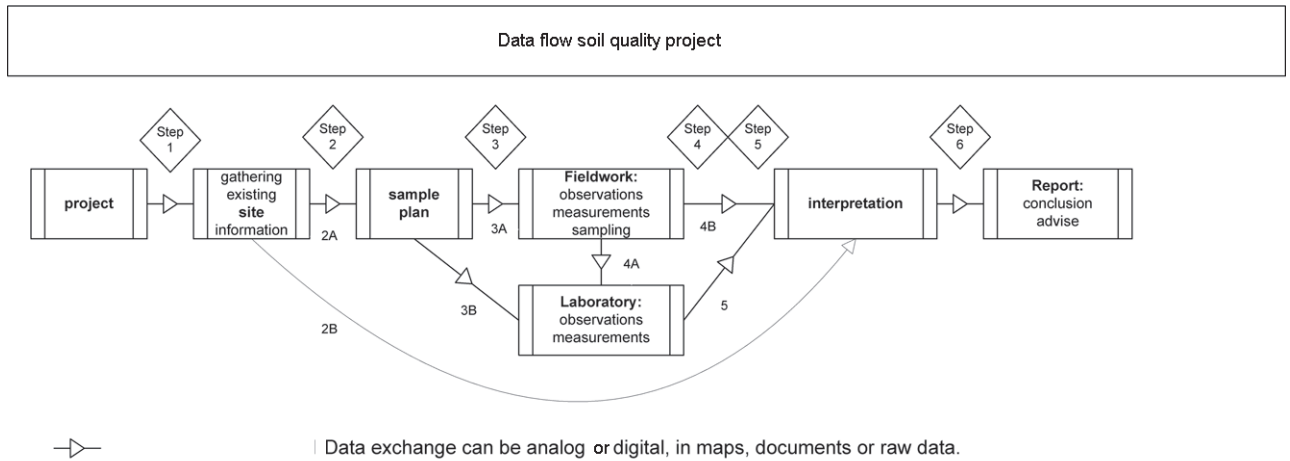 Data flow soil quality project
Step
1
Step
2
Step
3
Step
4
Step
5
Step
6
project
gathering
existing
site
information
2A
sample
plan
3A
Fieldwork:
observations
measurements
sampling
4B
interpretation
Report:
conclusion
advise
4A
3B
Laboratory:
observations
measurements
5
2B
Data exchange can be analog or digital, in maps, documents or raw data.